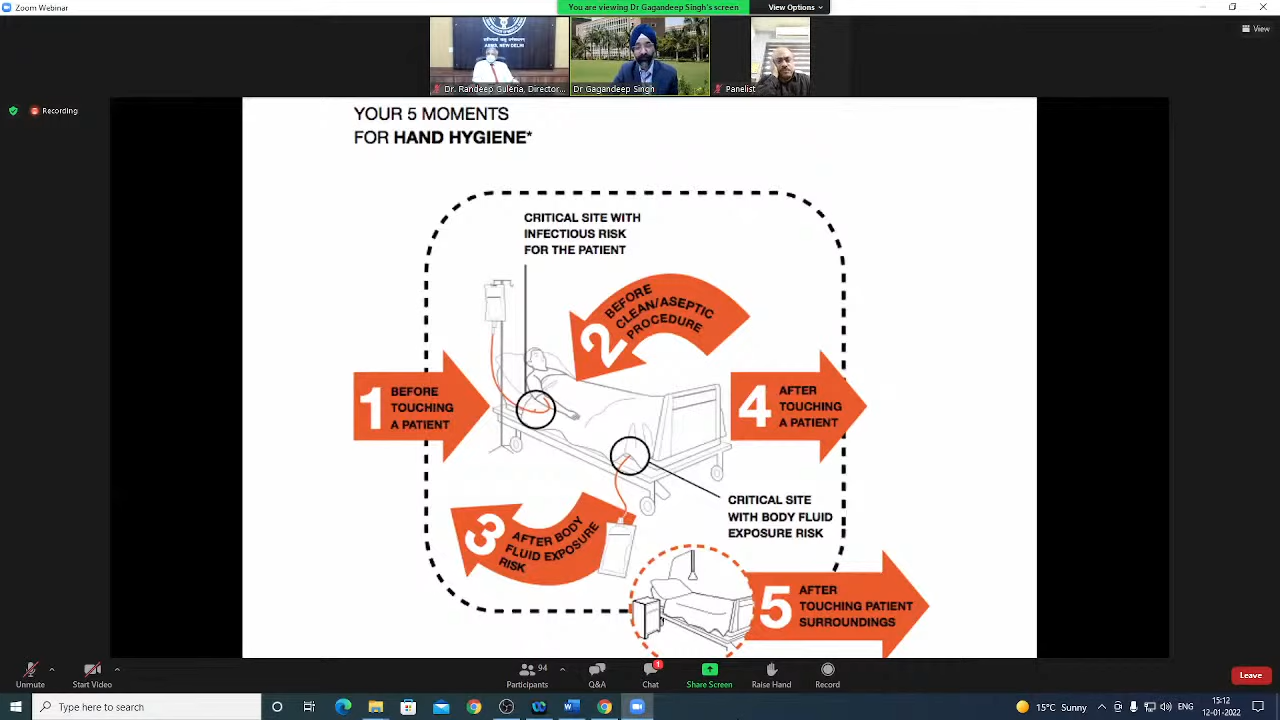 Zoom Webinar
You are viewing Dr Gagandeep Singh's screen
View Options
View
AIIMS, NEW DELHI
Dr. Randeep Guleria, Director...
Dr Gagandeep Singh
Panelist
Recording
YOUR 5 MOMENTS
FOR HAND HYGIENE*
CRITICAL SITE WITH
INFECTIOUS RISK
FOR THE PATIENT
2
BEFORE
CLEAN/ASEPTIC
PROCEDURE
1
BEFORE
TOUCHING
A PATIENT
4
AFTER
TOUCHING
A PATIENT
3
AFTER BODY
FLUID EXPOSURE
RISK
CRITICAL SITE
WITH BODY FLUID
EXPOSURE RISK
5
AFTER
TOUCHING PATIENT
SURROUNDINGS
Unmute
Start Video
94
Participants
Q&A
1
Chat
Share Screen
Raise Hand
Record
Leave
Type here to search
15°C Sunny
ENG
15:12
12-01-2022